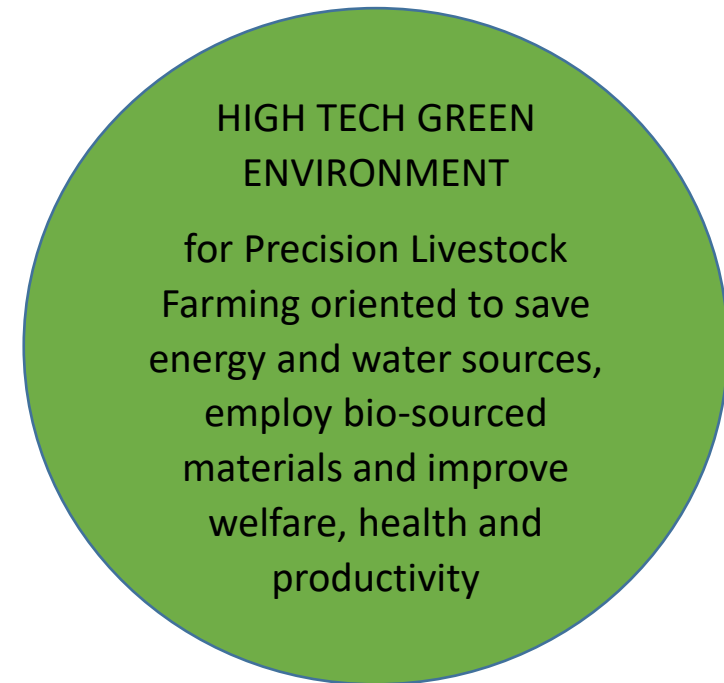 HIGH TECH GREEN
ENVIRONMENT
for Precision Livestock
Farming oriented to save
energy and water sources,
employ bio-sourced
materials and improve
welfare, health and
productivity